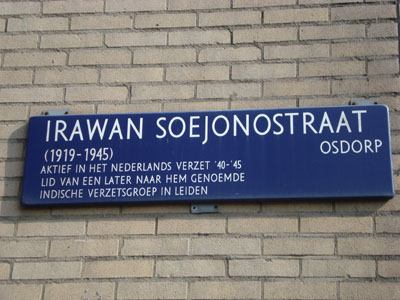 IRAWAN SOEJONOSTRAAT
(1919-1945) OSDORP
AKTIEF IN HET NEDERLANDS VERZET '40-'45
LID VAN EEN LATER NAAR HEM GENOEMDE
INDISCHE VERZETSGROEP IN LEIDEN